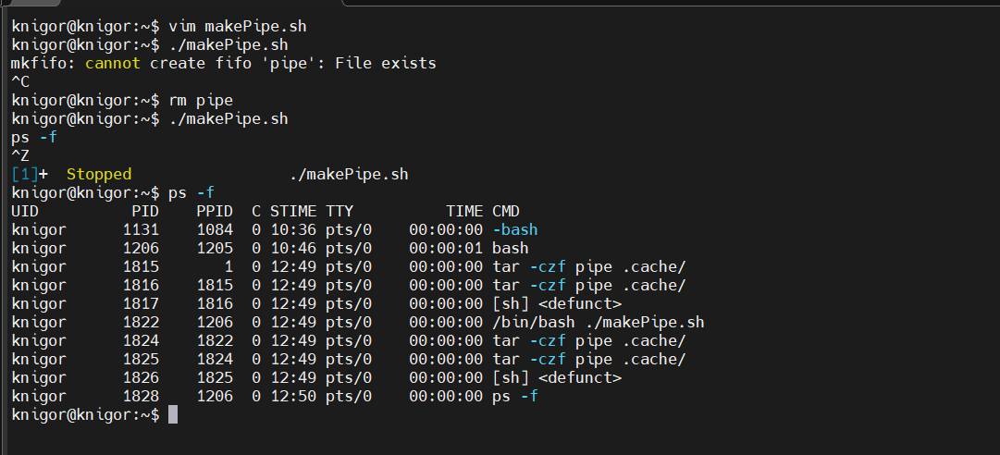 knigor@knigor:~$ vim makePipe.sh
knigor@knigor:~$ ./makePipe.sh
mkfifo: cannot create fifo 'pipe': File exists
^C
knigor@knigor:~$ rm pipe
knigor@knigor:~$ ./makePipe.sh
ps -f
^Z
[1]+  Stopped                 ./makePipe.sh
knigor@knigor:~$ ps -f
UID          PID    PPID  C STIME TTY          TIME CMD
knigor      1131    1084  0 10:36 pts/0    00:00:00 -bash
knigor      1206    1205  0 10:46 pts/0    00:00:01 bash
knigor      1815       1  0 12:49 pts/0    00:00:00 tar -czf pipe .cache/
knigor      1816    1815  0 12:49 pts/0    00:00:00 tar -czf pipe .cache/
knigor      1817    1816  0 12:49 pts/0    00:00:00 [sh] <defunct>
knigor      1822    1206  0 12:49 pts/0    00:00:00 /bin/bash ./makePipe.sh
knigor      1824    1822  0 12:49 pts/0    00:00:00 tar -czf pipe .cache/
knigor      1825    1824  0 12:49 pts/0    00:00:00 tar -czf pipe .cache/
knigor      1826    1825  0 12:49 pts/0    00:00:00 [sh] <defunct>
knigor      1828    1206  0 12:50 pts/0    00:00:00 ps -f
knigor@knigor:~$